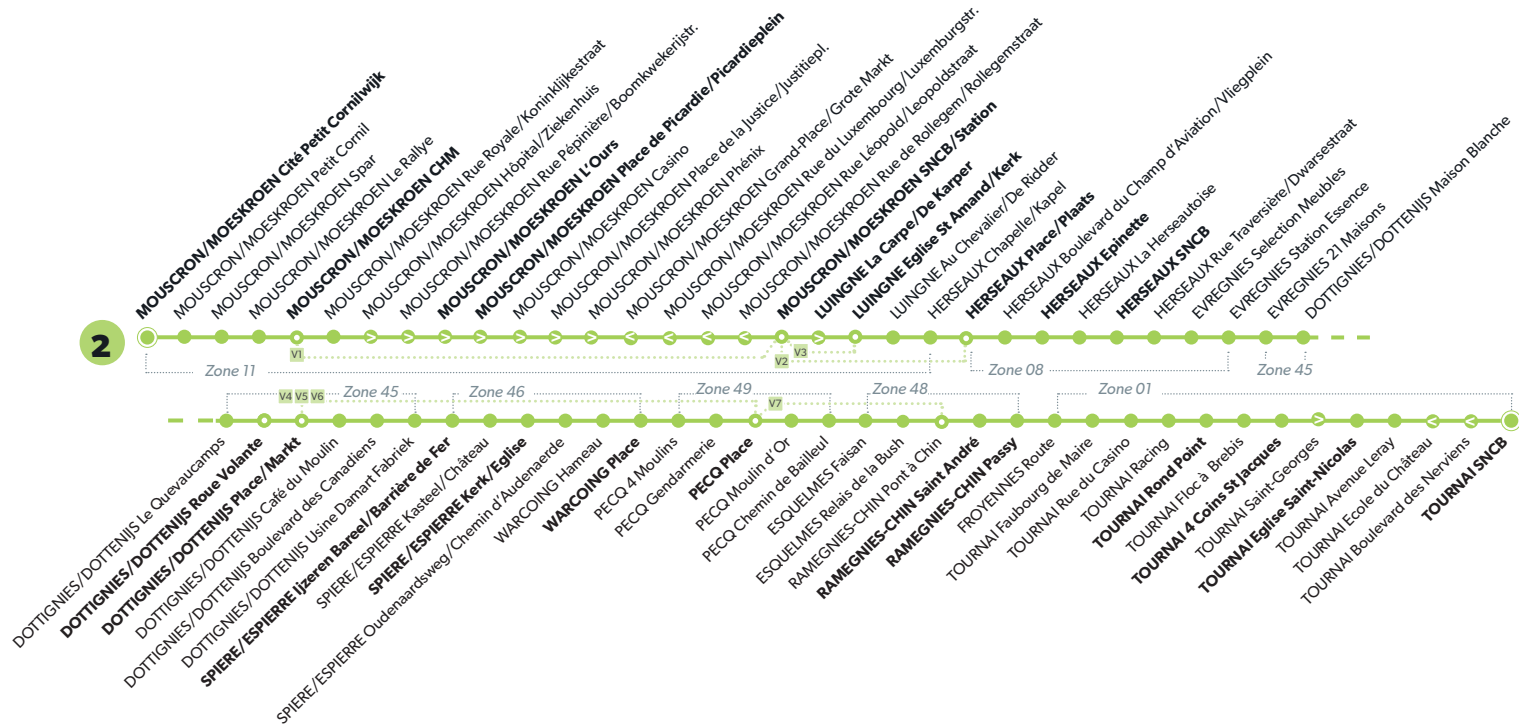 MOUSCRON/MOESKROEN Cité Petit Cornilwijk
MOUSCRON/MOESKROEN Petit Cornil
MOUSCRON/MOESKROEN Spar
MOUSCRON/MOESKROEN Le Rallye
MOUSCRON/MOESKROEN CHM
MOUSCRON/MOESKROEN Rue Royale/Koninklijkestraat
MOUSCRON/MOESKROEN Hôpital/Ziekenhuis
MOUSCRON/MOESKROEN Rue Pépinière/Boomkwekerijstr.
MOUSCRON/MOESKROEN L'Ours
MOUSCRON/MOESKROEN Place de Picardie/Picardieplein
MOUSCRON/MOESKROEN Casino
MOUSCRON/MOESKROEN Place de la Justice/Justitiepl.
MOUSCRON/MOESKROEN Phénix
MOUSCRON/MOESKROEN Grand-Place/Grote Markt
MOUSCRON/MOESKROEN Rue du Luxembourg/Luxemburgstr.
MOUSCRON/MOESKROEN Rue Léopold/Leopoldstraat
MOUSCRON/MOESKROEN Rue de Rollegem/Rollegemstraat
MOUSCRON/MOESKROEN SNCB/Station
LUINGNE La Carpe/De Karper
LUINGNE Eglise St Amand/Kerk
LUINGNE Au Chevalier/De Ridder
HERSEAUX Chapelle/Kapel
HERSEAUX Place/Plaats
HERSEAUX Boulevard du Champ d'Aviation/Vliegplein
HERSEAUX Epinette
HERSEAUX La Herseautoise
HERSEAUX SNCB
HERSEAUX Rue Traversière/Dwarsestraat
EVREGNIES Selection Meubles
EVREGNIES Station Essence
EVREGNIES 21 Maisons
DOTTIGNIES/DOTTENIJS Maison Blanche
2
V1
V2
V3
Zone 11
Zone 08
Zone 45
V4 V5 V6
Zone 45
Zone 46
Zone 49
V7
Zone 48
Zone 01
DOTTIGNIES/DOTTENIJS Le Quevaucamps
DOTTIGNIES/DOTTENIJS Roue Volante
DOTTIGNIES/DOTTENIJS Place/Markt
DOTTIGNIES/DOTTENIJS Café du Moulin
DOTTIGNIES/DOTTENIJS Boulevard des Canadiens
DOTTIGNIES/DOTTENIJS Usine Damart Fabriek
SPIERE/ESPIERRE Ijzeren Bareel/Barrière de Fer
SPIERE/ESPIERRE Kasteel/Château
SPIERE/ESPIERRE Kerk/Eglise
SPIERE/ESPIERRE Oudenaardsweg/Chemin d'Audenaerde
WARCOING Hameau
WARCOING Place
PECQ 4 Moulins
PECQ Gendarmerie
PECQ Place
PECQ Moulin d'Or
PECQ Chemin de Bailleul
ESQUELMES Faisan
ESQUELMES Relais de la Bush
RAMEGNIES-CHIN Pont à Chin
RAMEGNIES-CHIN Saint André
RAMEGNIES-CHIN Passy
FROYENNES Route
TOURNAI Faubourg de Maire
TOURNAI Rue du Casino
TOURNAI Racing
TOURNAI Rond Point
TOURNAI Floc à Brebis
TOURNAI 4 Coins St Jacques
TOURNAI Saint-Georges
TOURNAI Eglise Saint-Nicolas
TOURNAI Avenue Leray
TOURNAI Ecole du Château
TOURNAI Boulevard des Nerviens
TOURNAI SNCB